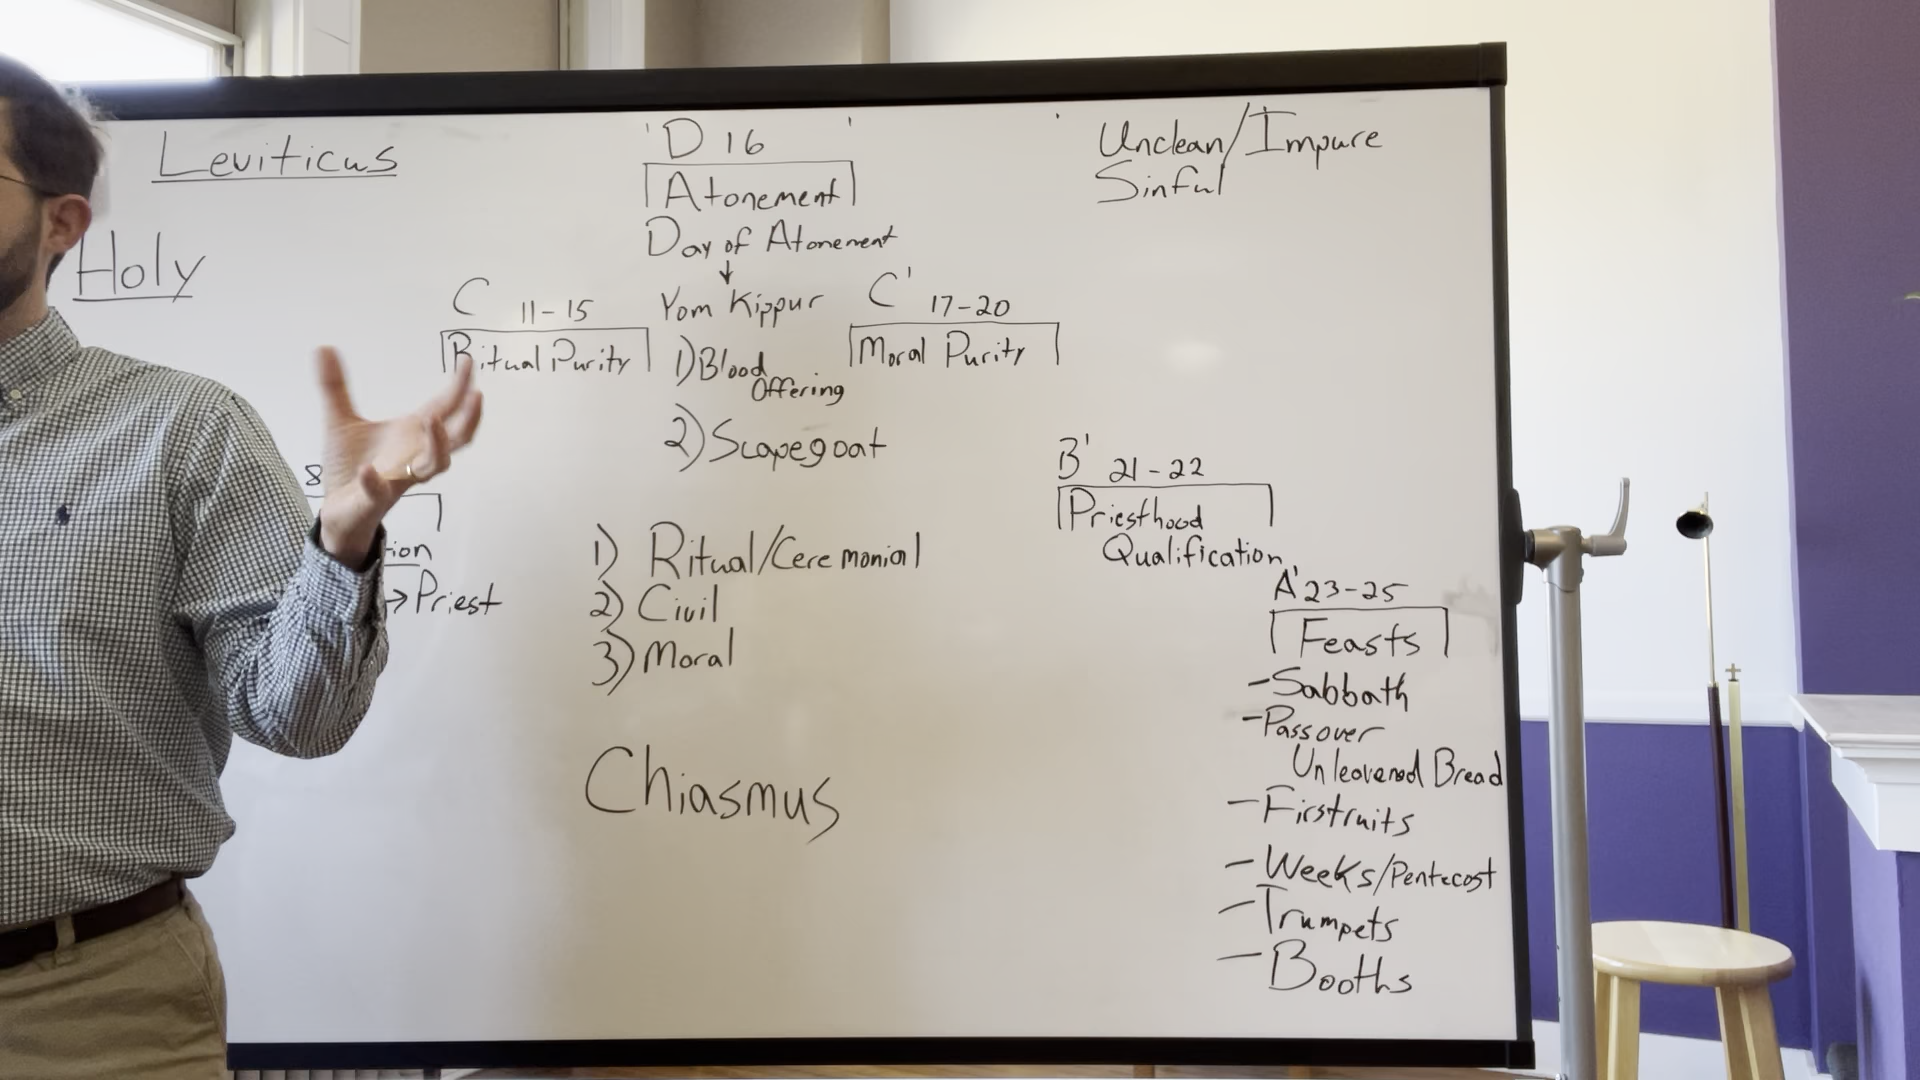 Leviticus
Holy
D 16
Atonement
Day of Atonement
↓
Yom Kippur
1) Blood
Offering
2) Scapegoat
C 11-15
Ritual Purity
C' 17-20
Moral Purity
Unclean/Impure
Sinful
8
tion
→ Priest
1) Ritual/Ceremonial
2) Civil
3) Moral
Chiasmus
B' 21-22
Priesthood
Qualification
A' 23-25
Feasts
- Sabbath
- Passover
Unleavened Bread
- Firstruits
- Weeks/Pentecost
- Trumpets
- Booths